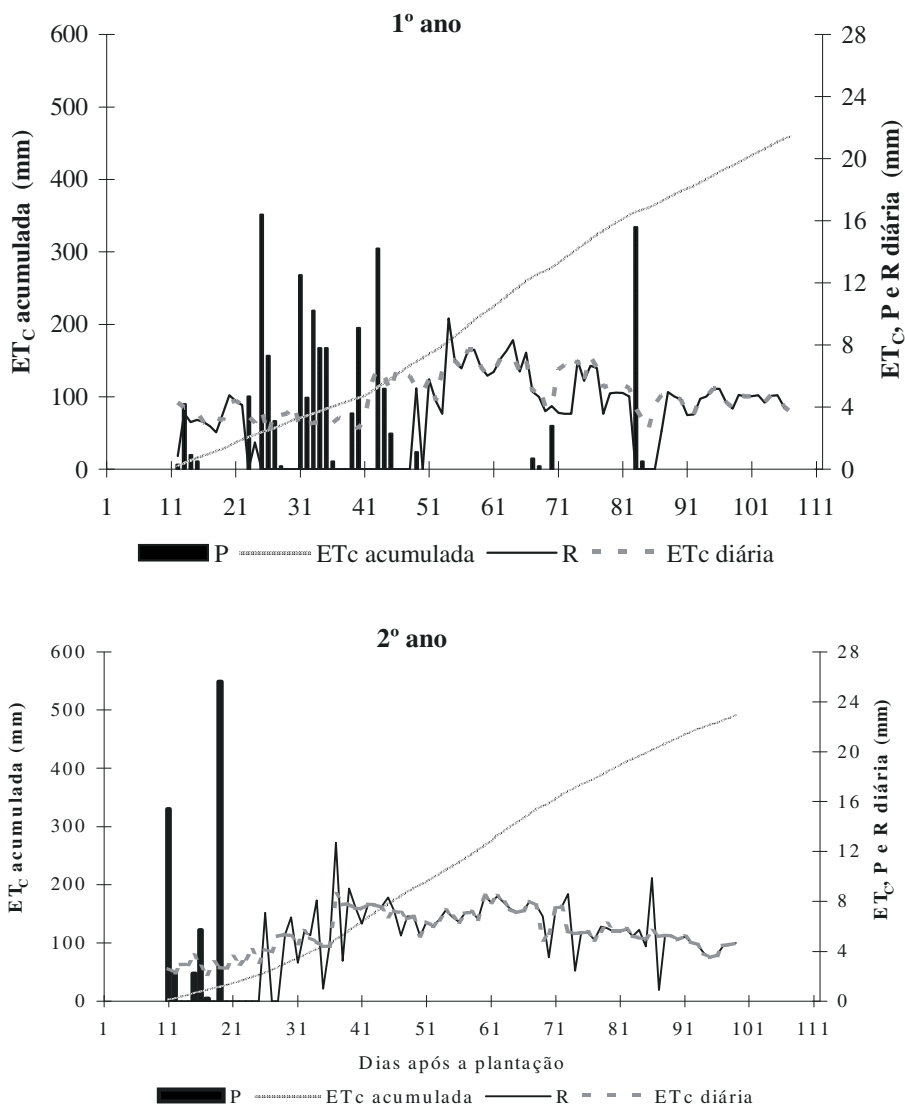 1º ano
600
500
400
300
200
100
0
ETC acumulada (mm)
28
24
20
16
12
8
4
0
ETC, P e R diária (mm)
1 11 21 31 41 51 61 71 81 91 101 111
P ETc acumulada R ETc diária
2º ano
600
500
400
300
200
100
0
ETC acumulada (mm)
28
24
20
16
12
8
4
0
ETC, P e R diária (mm)
1 11 21 31 41 51 61 71 81 91 101 111
Dias após a plantação
P ETc acumulada R ETc diária